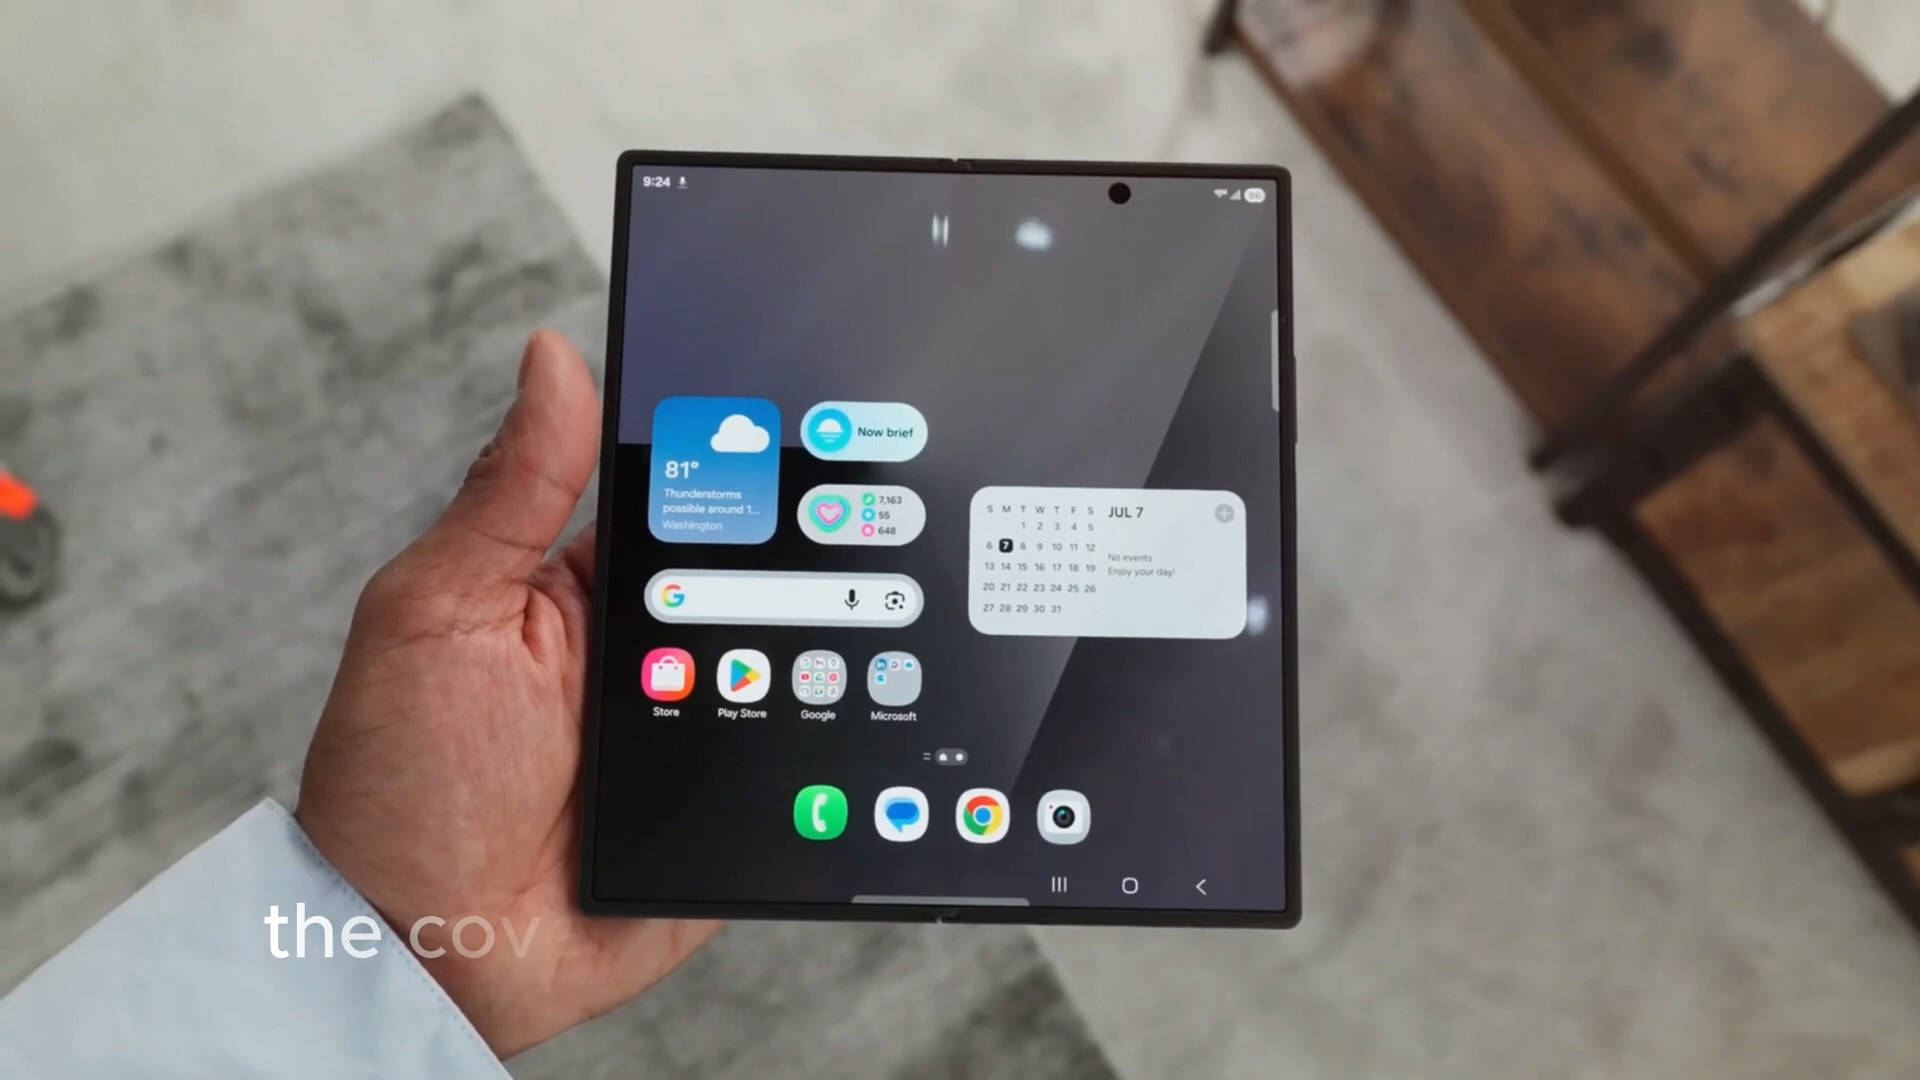 9:24
66
81°
Thunderstorms
possible around 1...
Washington
Now brief
7,163
55
648
S M T W T F S
1 2 3 4 5
6 7 8 9 10 11 12
13 14 15 16 17 18 19
20 21 22 23 24 25 26
27 28 29 30 31
JUL 7
No events
Enjoy your day!
Store
Play Store
Google
Microsoft
the cov